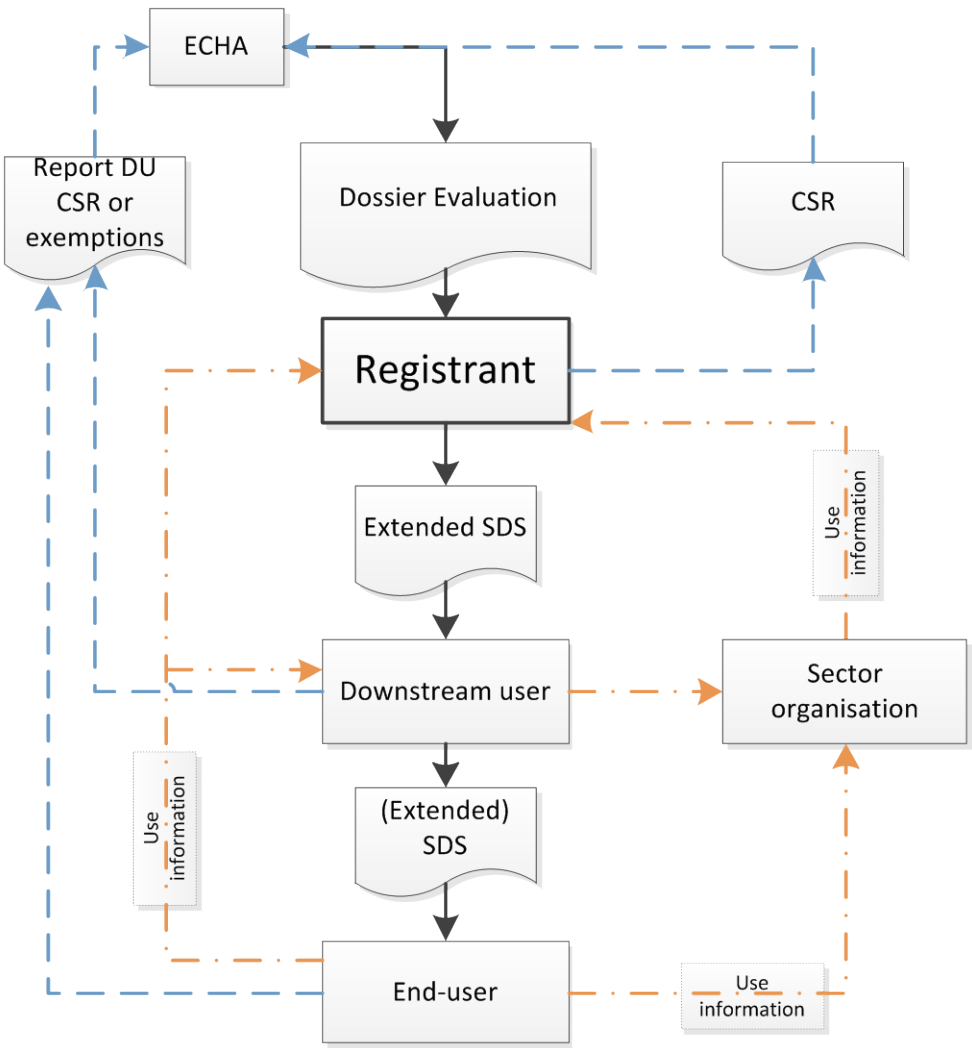 ECHA
Report DU
CSR or
exemptions
Dossier Evaluation
CSR
Registrant
Use
information
Extended SDS
Downstream user
Sector
organisation
Use
information
(Extended)
SDS
End-user
Use
information